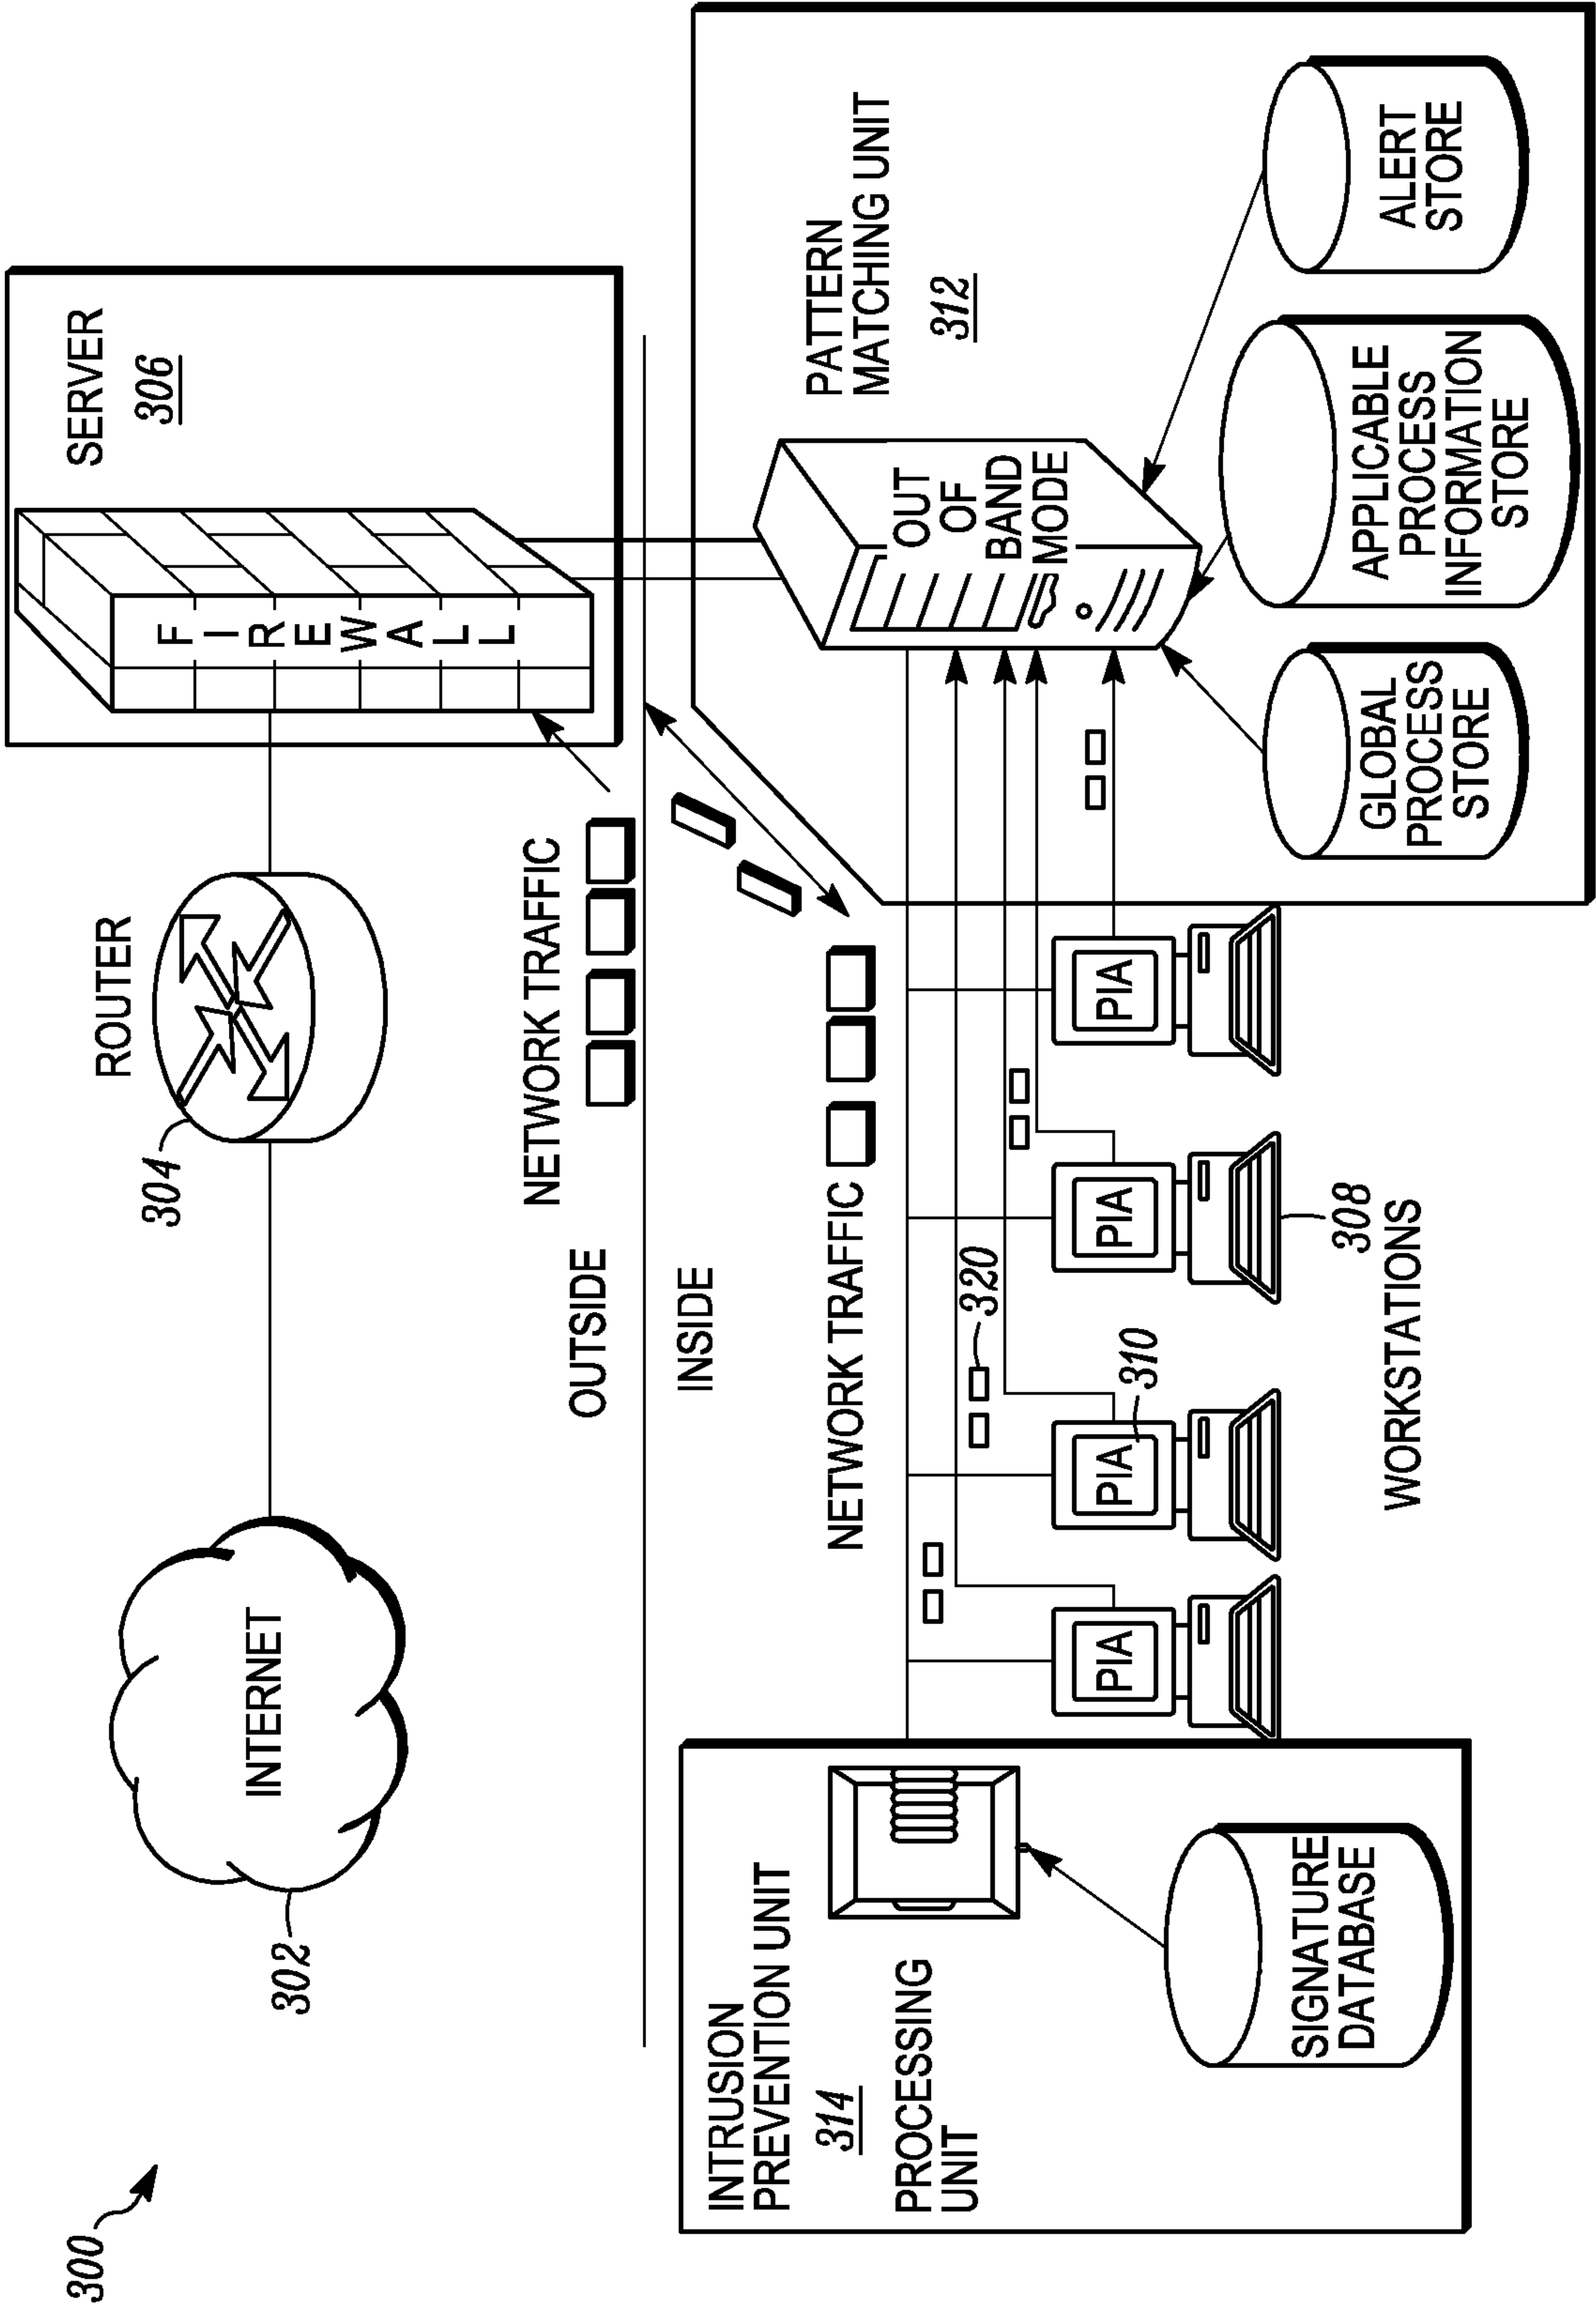 300
302
INTERNET
304
ROUTER
SERVER
306
FIREWALL
NETWORK TRAFFIC
OUTSIDE
INSIDE
NETWORK TRAFFIC
INTRUSION
PREVENTION UNIT
314
PROCESSING
UNIT
SIGNATURE
DATABASE
PIA
PIA
PIA
PIA
310
320
308
WORKSTATIONS
PATTERN
MATCHING UNIT
312
OUT
OF
BAND
MODE
GLOBAL
PROCESS
STORE
APPLICABLE
PROCESS
INFORMATION
STORE
ALERT
STORE